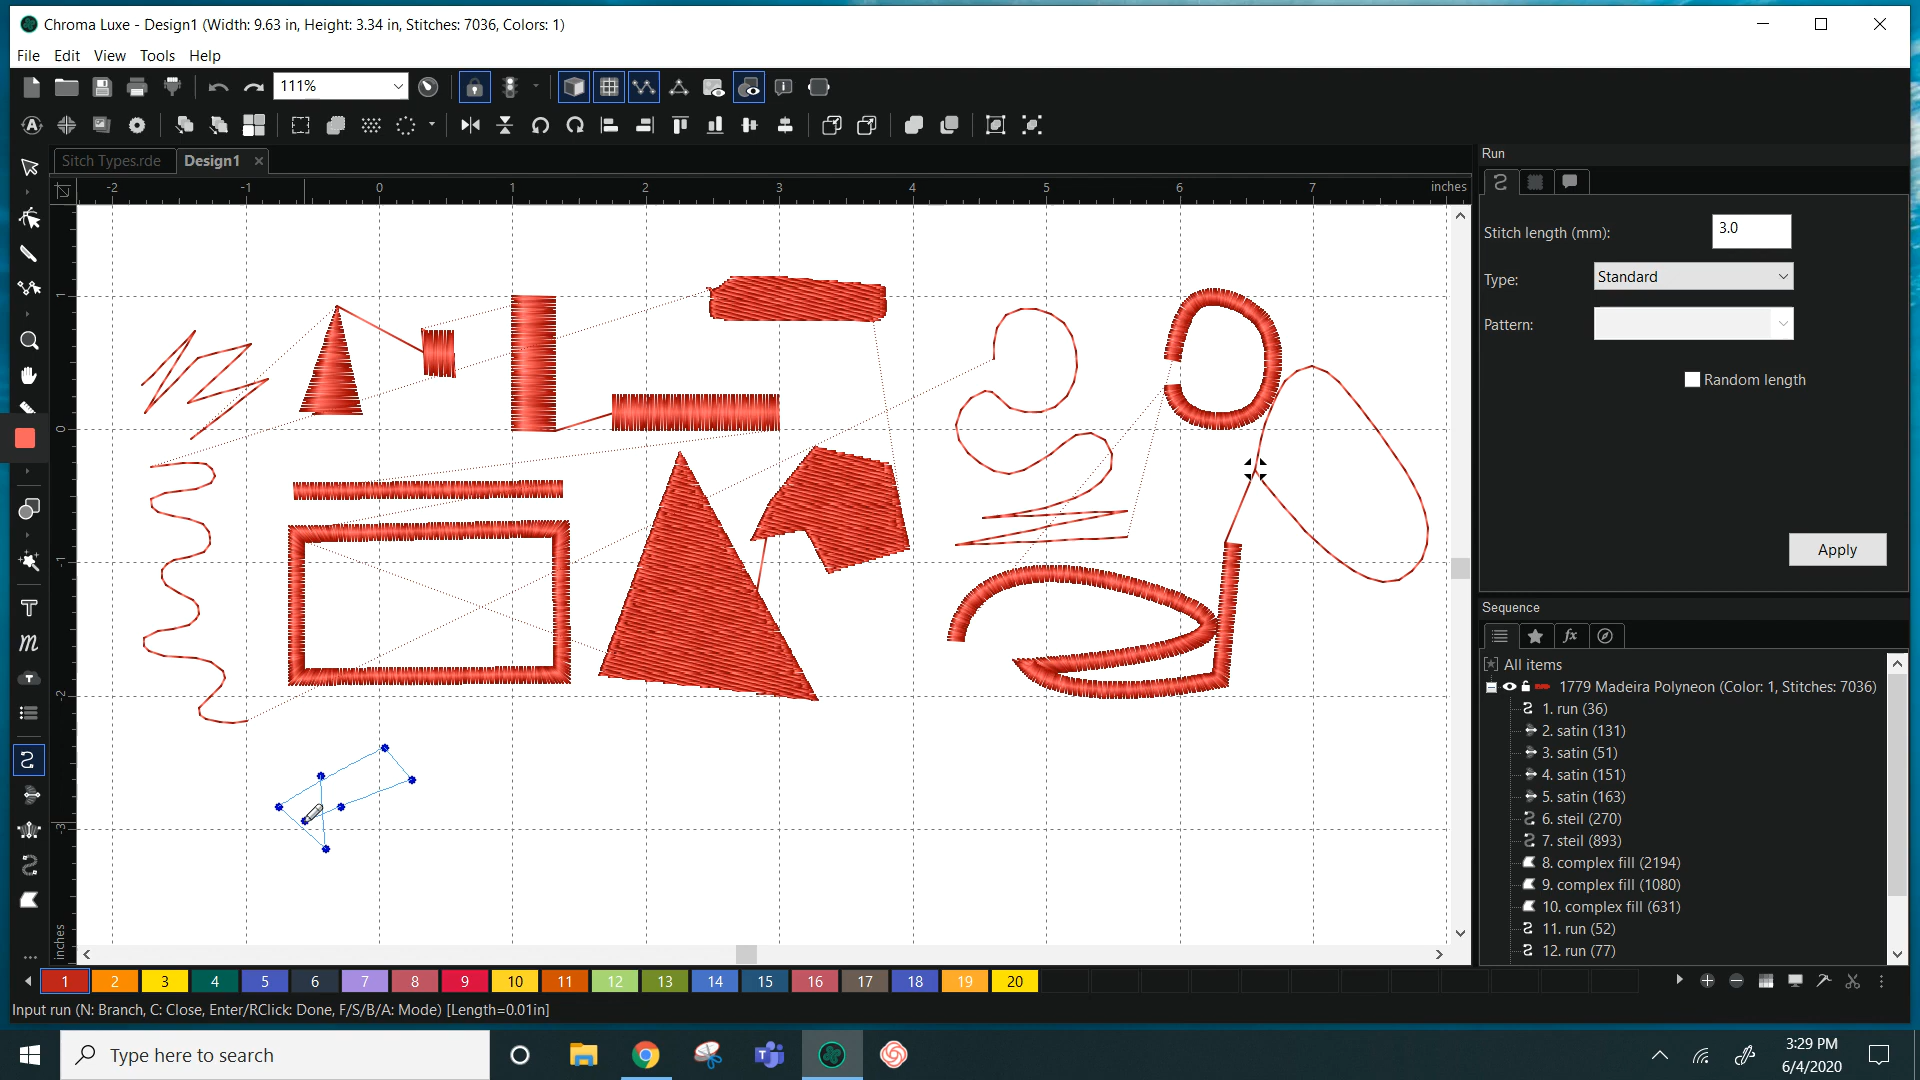 Chroma Luxe - Design1 (Width: 9.63 in, Height: 3.34 in, Stitches: 7036, Colors: 1)
File Edit View Tools Help
111%
Sitch Types.rde Design1
Run
-2 -1 0 1 2 3 4 5 6 7 inches
Stitch length (mm): 3.0
Type: Standard
Pattern:
Random length
Apply
1
0
-1
-2
-3
inches
Sequence
All items
1779 Madeira Polyneon (Color: 1, Stitches: 7036)
1. run (36)
2. satin (131)
3. satin (51)
4. satin (151)
5. satin (163)
6. steil (270)
7. steil (893)
8. complex fill (2194)
9. complex fill (1080)
10. complex fill (631)
11. run (52)
12. run (77)
1 2 3 4 5 6 7 8 9 10 11 12 13 14 15 16 17 18 19 20
Input run (N: Branch, C: Close, Enter/RClick: Done, F/S/B/A: Mode) [Length=0.01in]
Type here to search
3:29 PM
6/4/2020